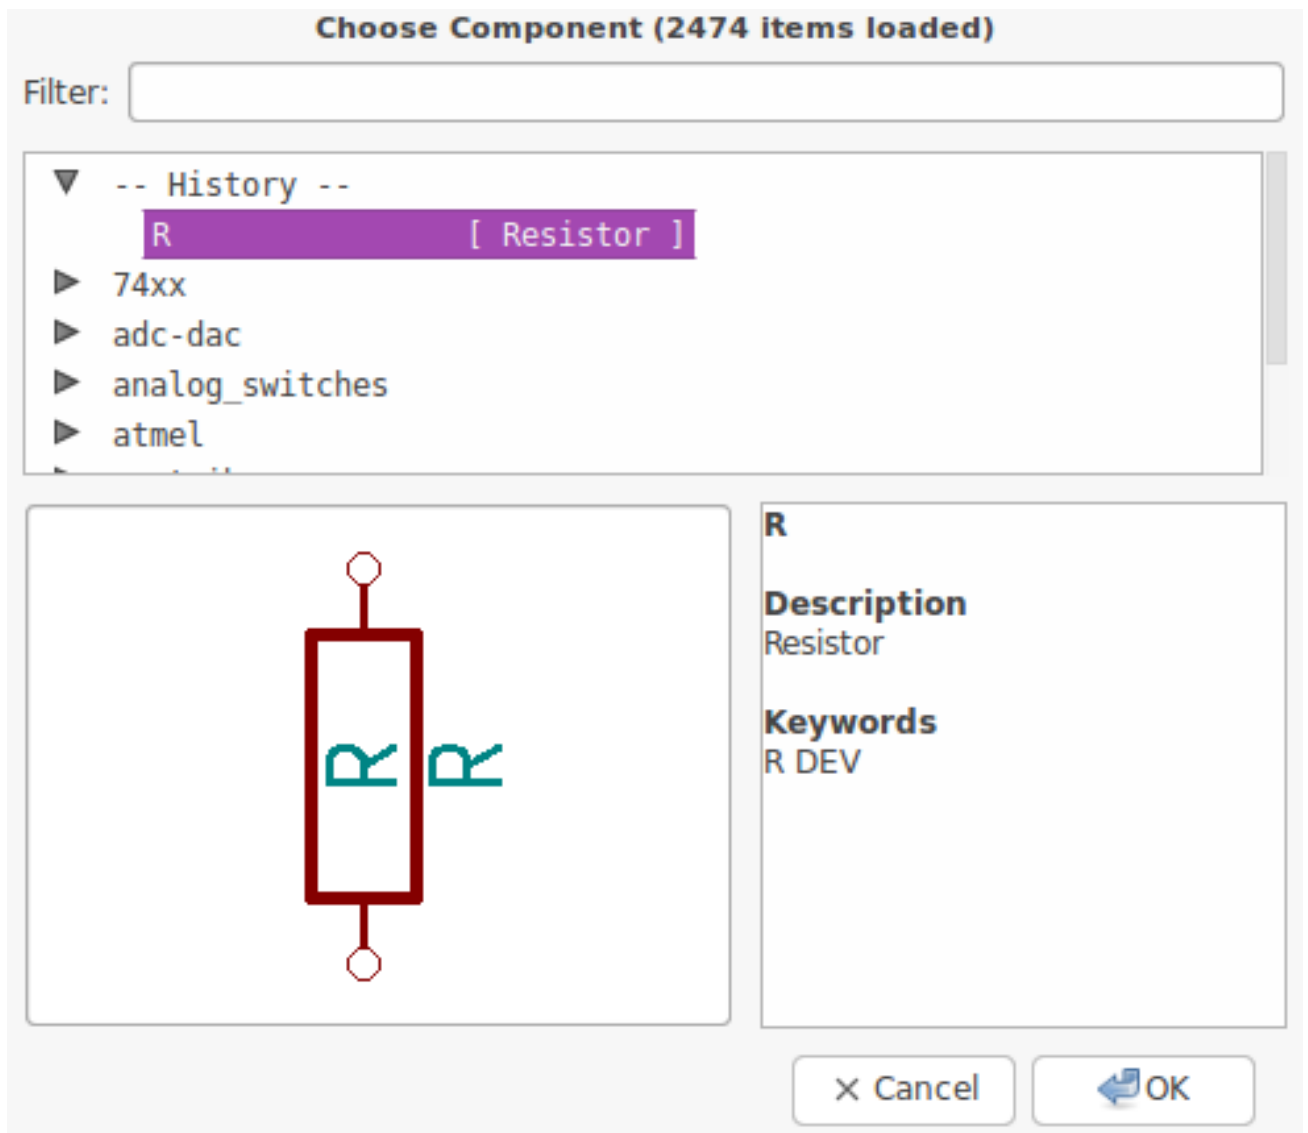 Choose Component (2474 items loaded)
Filter:
-- History --
R [ Resistor ]
74xx
adc-dac
analog_switches
atmel
R
R
R
Description
Resistor
Keywords
R DEV
Cancel
OK